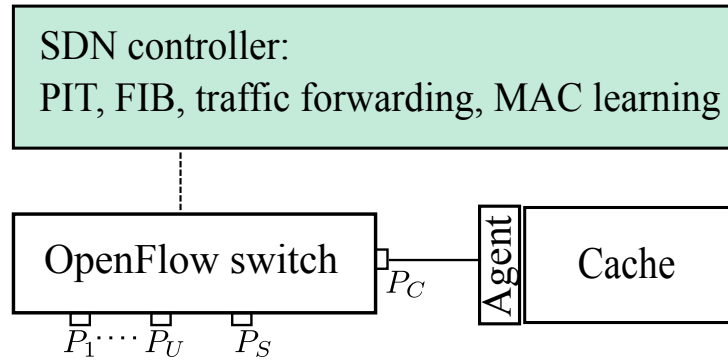 SDN controller:
PIT, FIB, traffic forwarding, MAC learning
OpenFlow switch
P_C
Agent
Cache
P_1 ····· P_U P_S